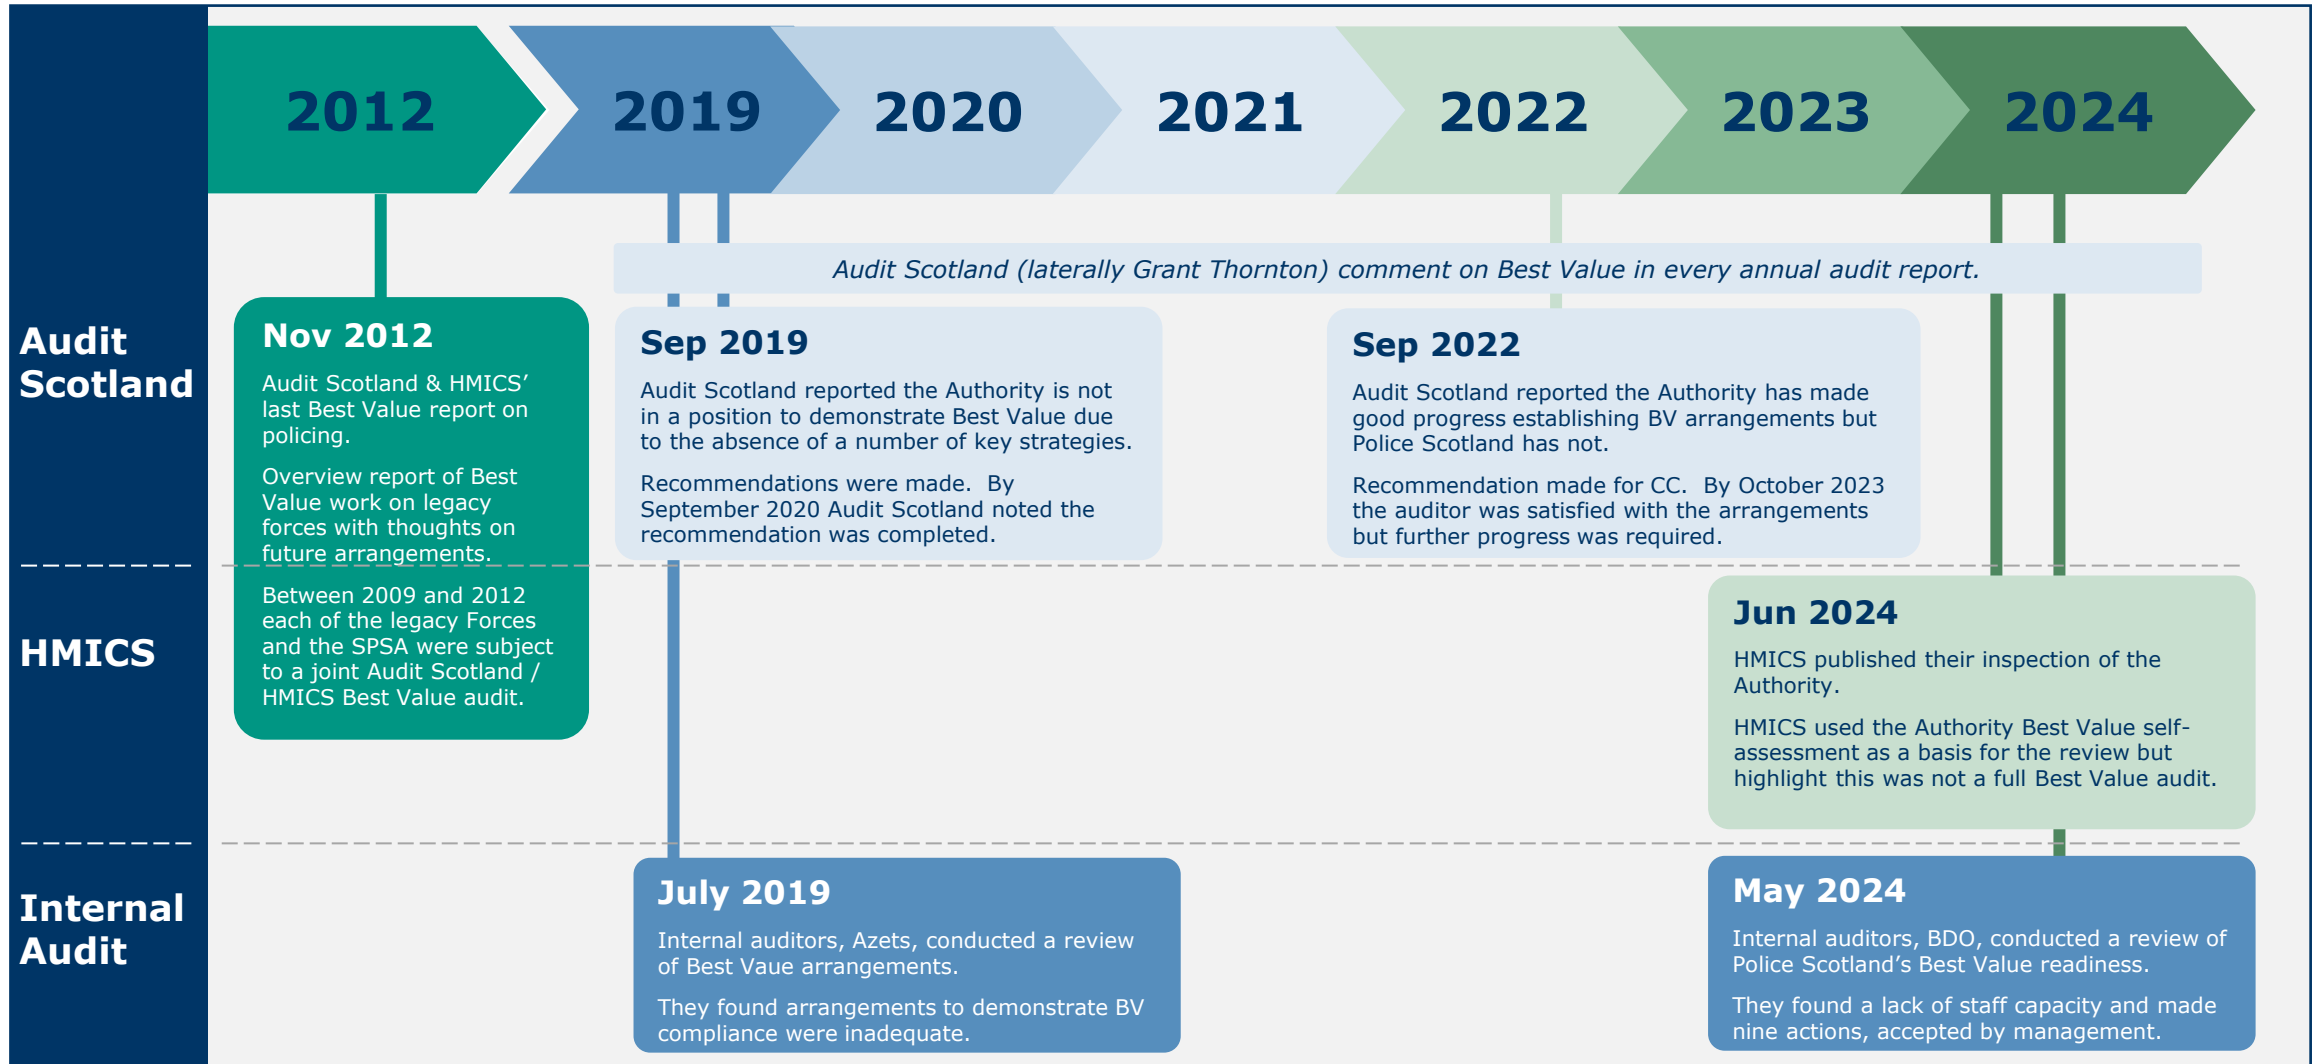 2012
2019
2020
2021
2022
2023
2024
Audit Scotland (laterally Grant Thornton) comment on Best Value in every annual audit report.
Audit
Scotland
Nov 2012
Audit Scotland & HMICS’
last Best Value report on
policing.
Overview report of Best
Value work on legacy
forces with thoughts on
future arrangements.
Between 2009 and 2012
each of the legacy Forces
and the SPSA were subject
to a joint Audit Scotland /
HMICS Best Value audit.
Sep 2019
Audit Scotland reported the Authority is not
in a position to demonstrate Best Value due
to the absence of a number of key strategies.
Recommendations were made.  By
September 2020 Audit Scotland noted the
recommendation was completed.
Sep 2022
Audit Scotland reported the Authority has made
good progress establishing BV arrangements but
Police Scotland has not.
Recommendation made for CC.  By October 2023
the auditor was satisfied with the arrangements
but further progress was required.
HMICS
Jun 2024
HMICS published their inspection of the
Authority.
HMICS used the Authority Best Value self-
assessment as a basis for the review but
highlight this was not a full Best Value audit.
Internal
Audit
July 2019
Internal auditors, Azets, conducted a review
of Best Vaue arrangements.
They found arrangements to demonstrate BV
compliance were inadequate.
May 2024
Internal auditors, BDO, conducted a review of
Police Scotland’s Best Value readiness.
They found a lack of staff capacity and made
nine actions, accepted by management.